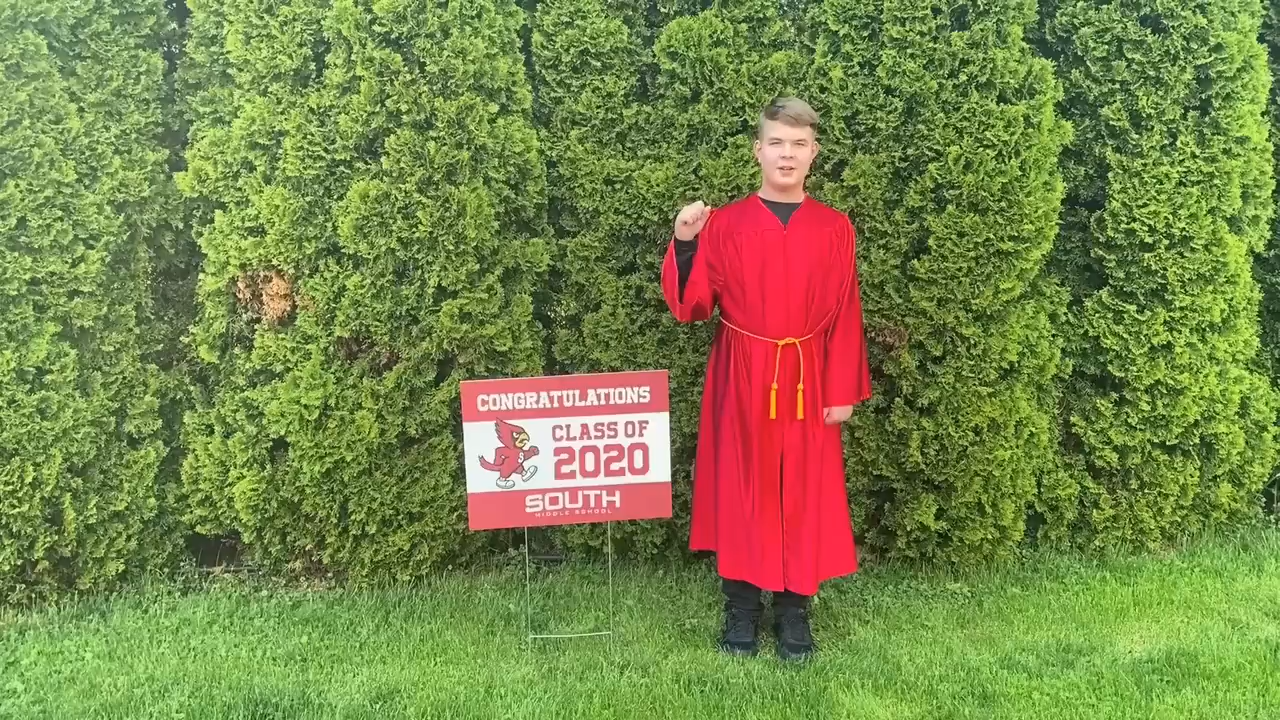 CONGRATULATIONS
CLASS OF
2020
S
SOUTH
MIDDLE SCHOOL